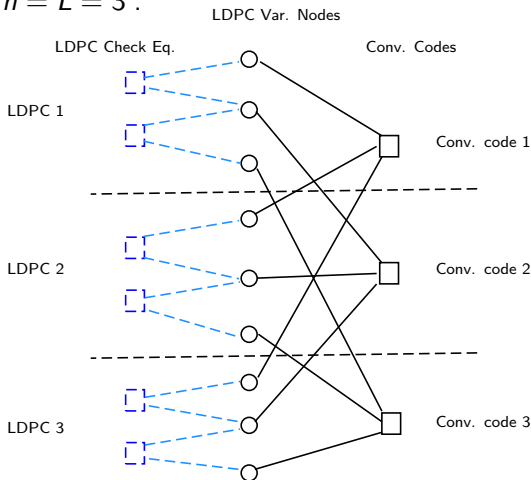 n = L = 3 .
LDPC Var. Nodes
LDPC Check Eq.
Conv. Codes
LDPC 1
Conv. code 1
LDPC 2
Conv. code 2
LDPC 3
Conv. code 3